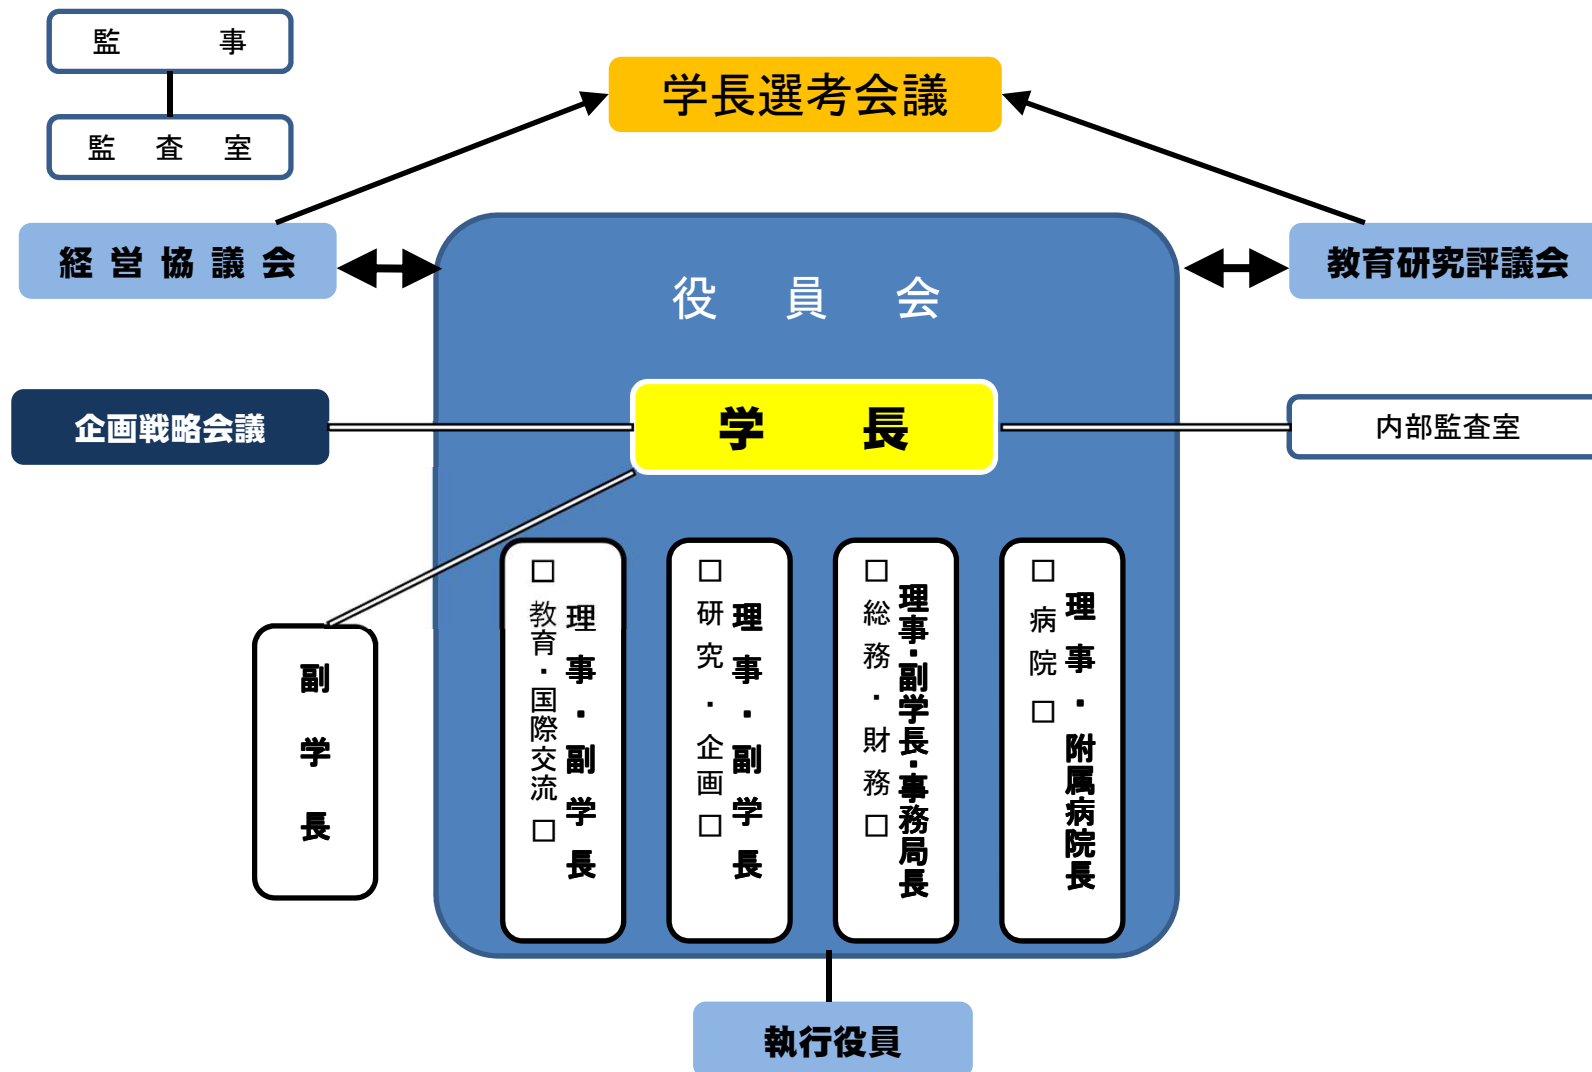 監　事
学長選考会議
監　査　室
経営協議会
教育研究評議会
役　員　会
企画戦略会議
学　長
内部監査室
副学長
理事・副学長
□教育・国際交流□
理事・副学長
□研究・企画□
理事・副学長・事務局長
□総務・財務□
理事・附属病院長
□病院□
執行役員